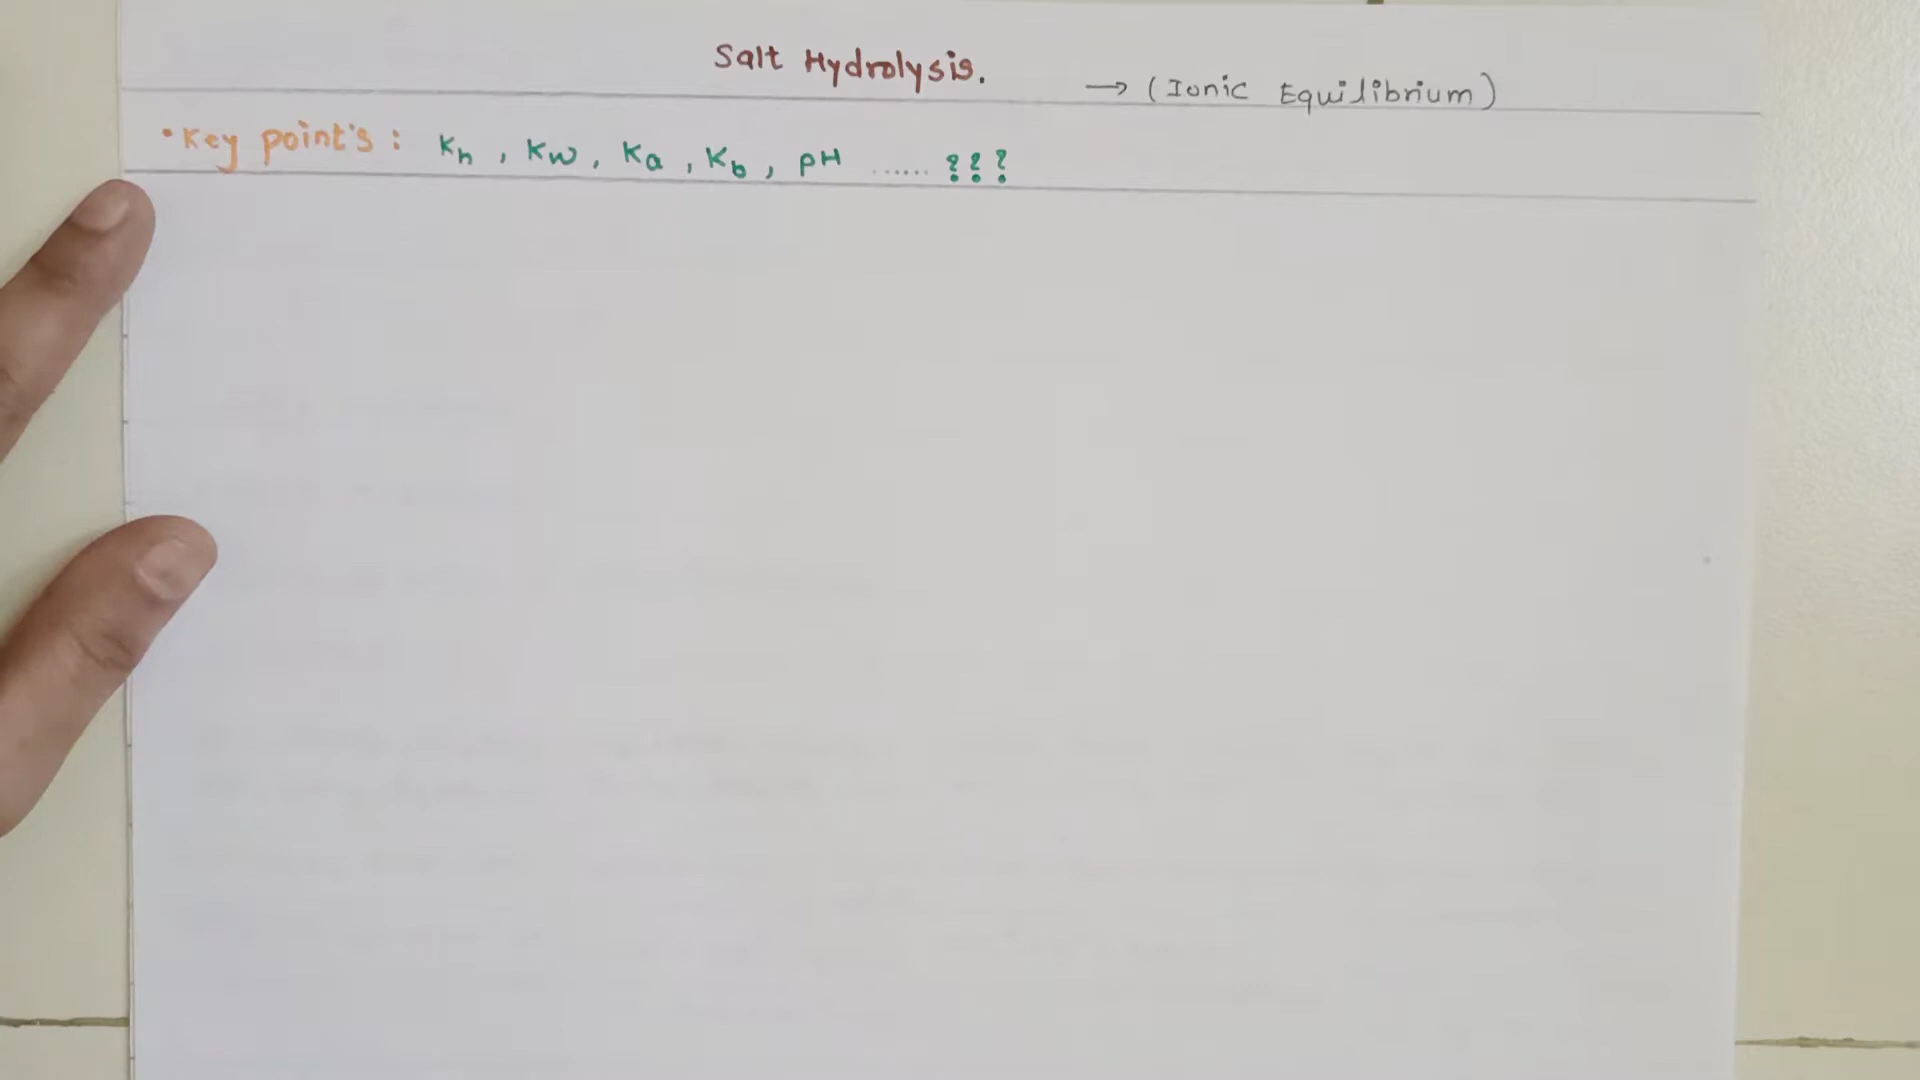 Salt Hydrolysis.
→ (Ionic Equilibrium)
• Key point's : Kh , Kw , Ka , Kb , pH ...... ???